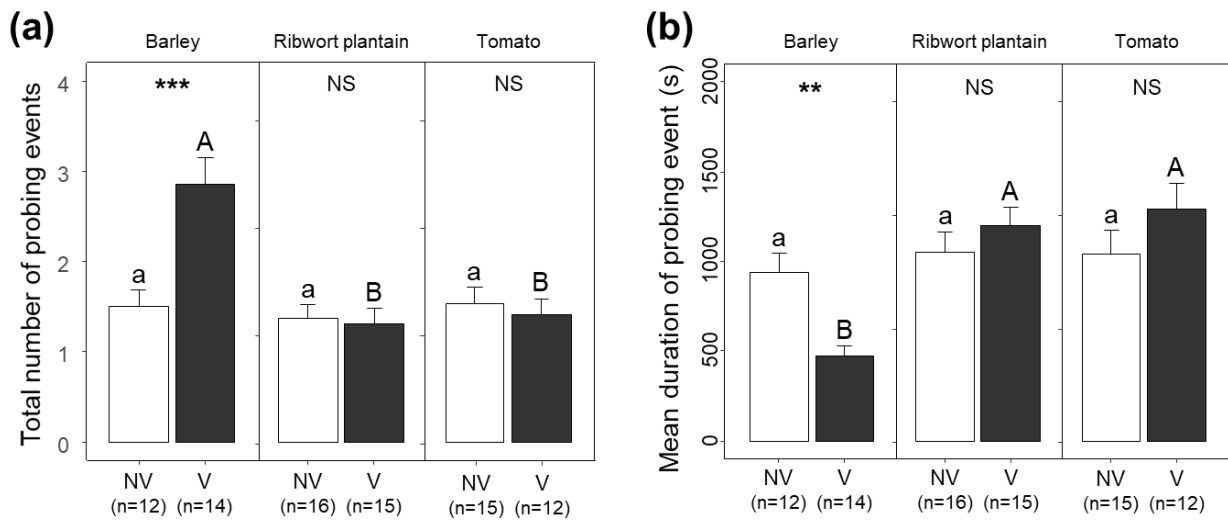 (a)
Barley
Ribwort plantain
Tomato
Total number of probing events
4
3
2
1
0
***
NS
NS
a
A
a
B
a
B
NV
V
NV
V
NV
V
(n=12)
(n=14)
(n=16)
(n=15)
(n=15)
(n=12)
(b)
Barley
Ribwort plantain
Tomato
Mean duration of probing event (s)
2000
1500
1000
500
0
**
NS
NS
a
B
a
A
a
A
NV
V
NV
V
NV
V
(n=12)
(n=14)
(n=16)
(n=15)
(n=15)
(n=12)